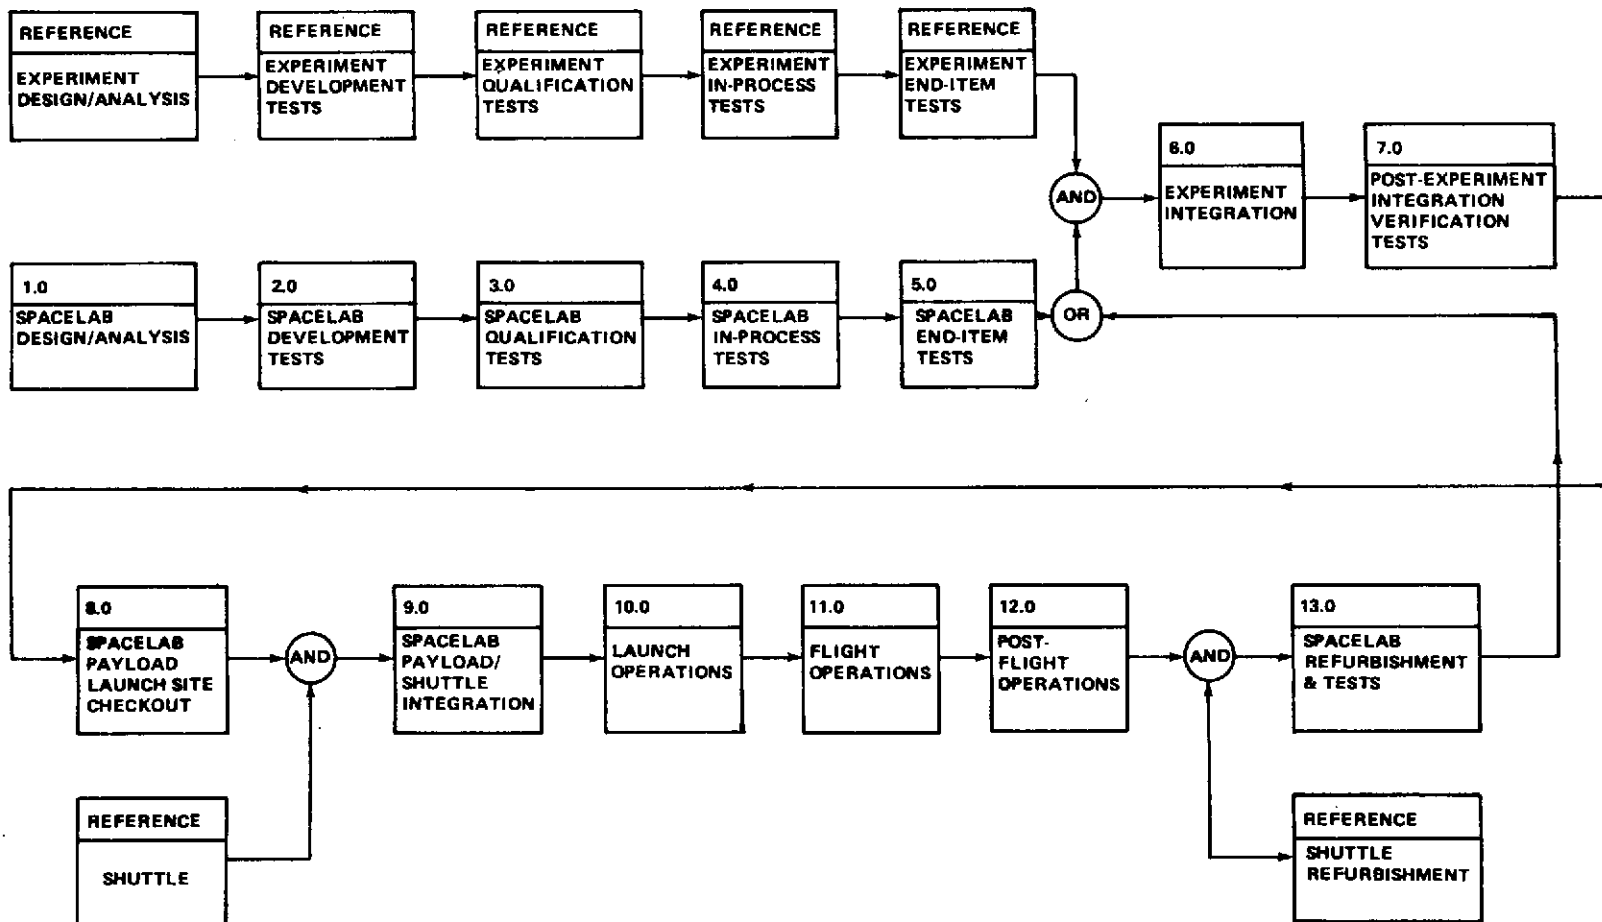 REFERENCE
EXPERIMENT
DESIGN/ANALYSIS
REFERENCE
EXPERIMENT
DEVELOPMENT
TESTS
REFERENCE
EXPERIMENT
QUALIFICATION
TESTS
REFERENCE
EXPERIMENT
IN-PROCESS
TESTS
REFERENCE
EXPERIMENT
END-ITEM
TESTS
AND
6.0
EXPERIMENT
INTEGRATION
7.0
POST-EXPERIMENT
INTEGRATION
VERIFICATION
TESTS
1.0
SPACELAB
DESIGN/ANALYSIS
2.0
SPACELAB
DEVELOPMENT
TESTS
3.0
SPACELAB
QUALIFICATION
TESTS
4.0
SPACELAB
IN-PROCESS
TESTS
5.0
SPACELAB
END-ITEM
TESTS
OR
8.0
SPACELAB
PAYLOAD
LAUNCH SITE
CHECKOUT
AND
9.0
SPACELAB
PAYLOAD/
SHUTTLE
INTEGRATION
10.0
LAUNCH
OPERATIONS
11.0
FLIGHT
OPERATIONS
12.0
POST-
FLIGHT
OPERATIONS
AND
13.0
SPACELAB
REFURBISHMENT
& TESTS
REFERENCE
SHUTTLE
REFERENCE
SHUTTLE
REFURBISHMENT